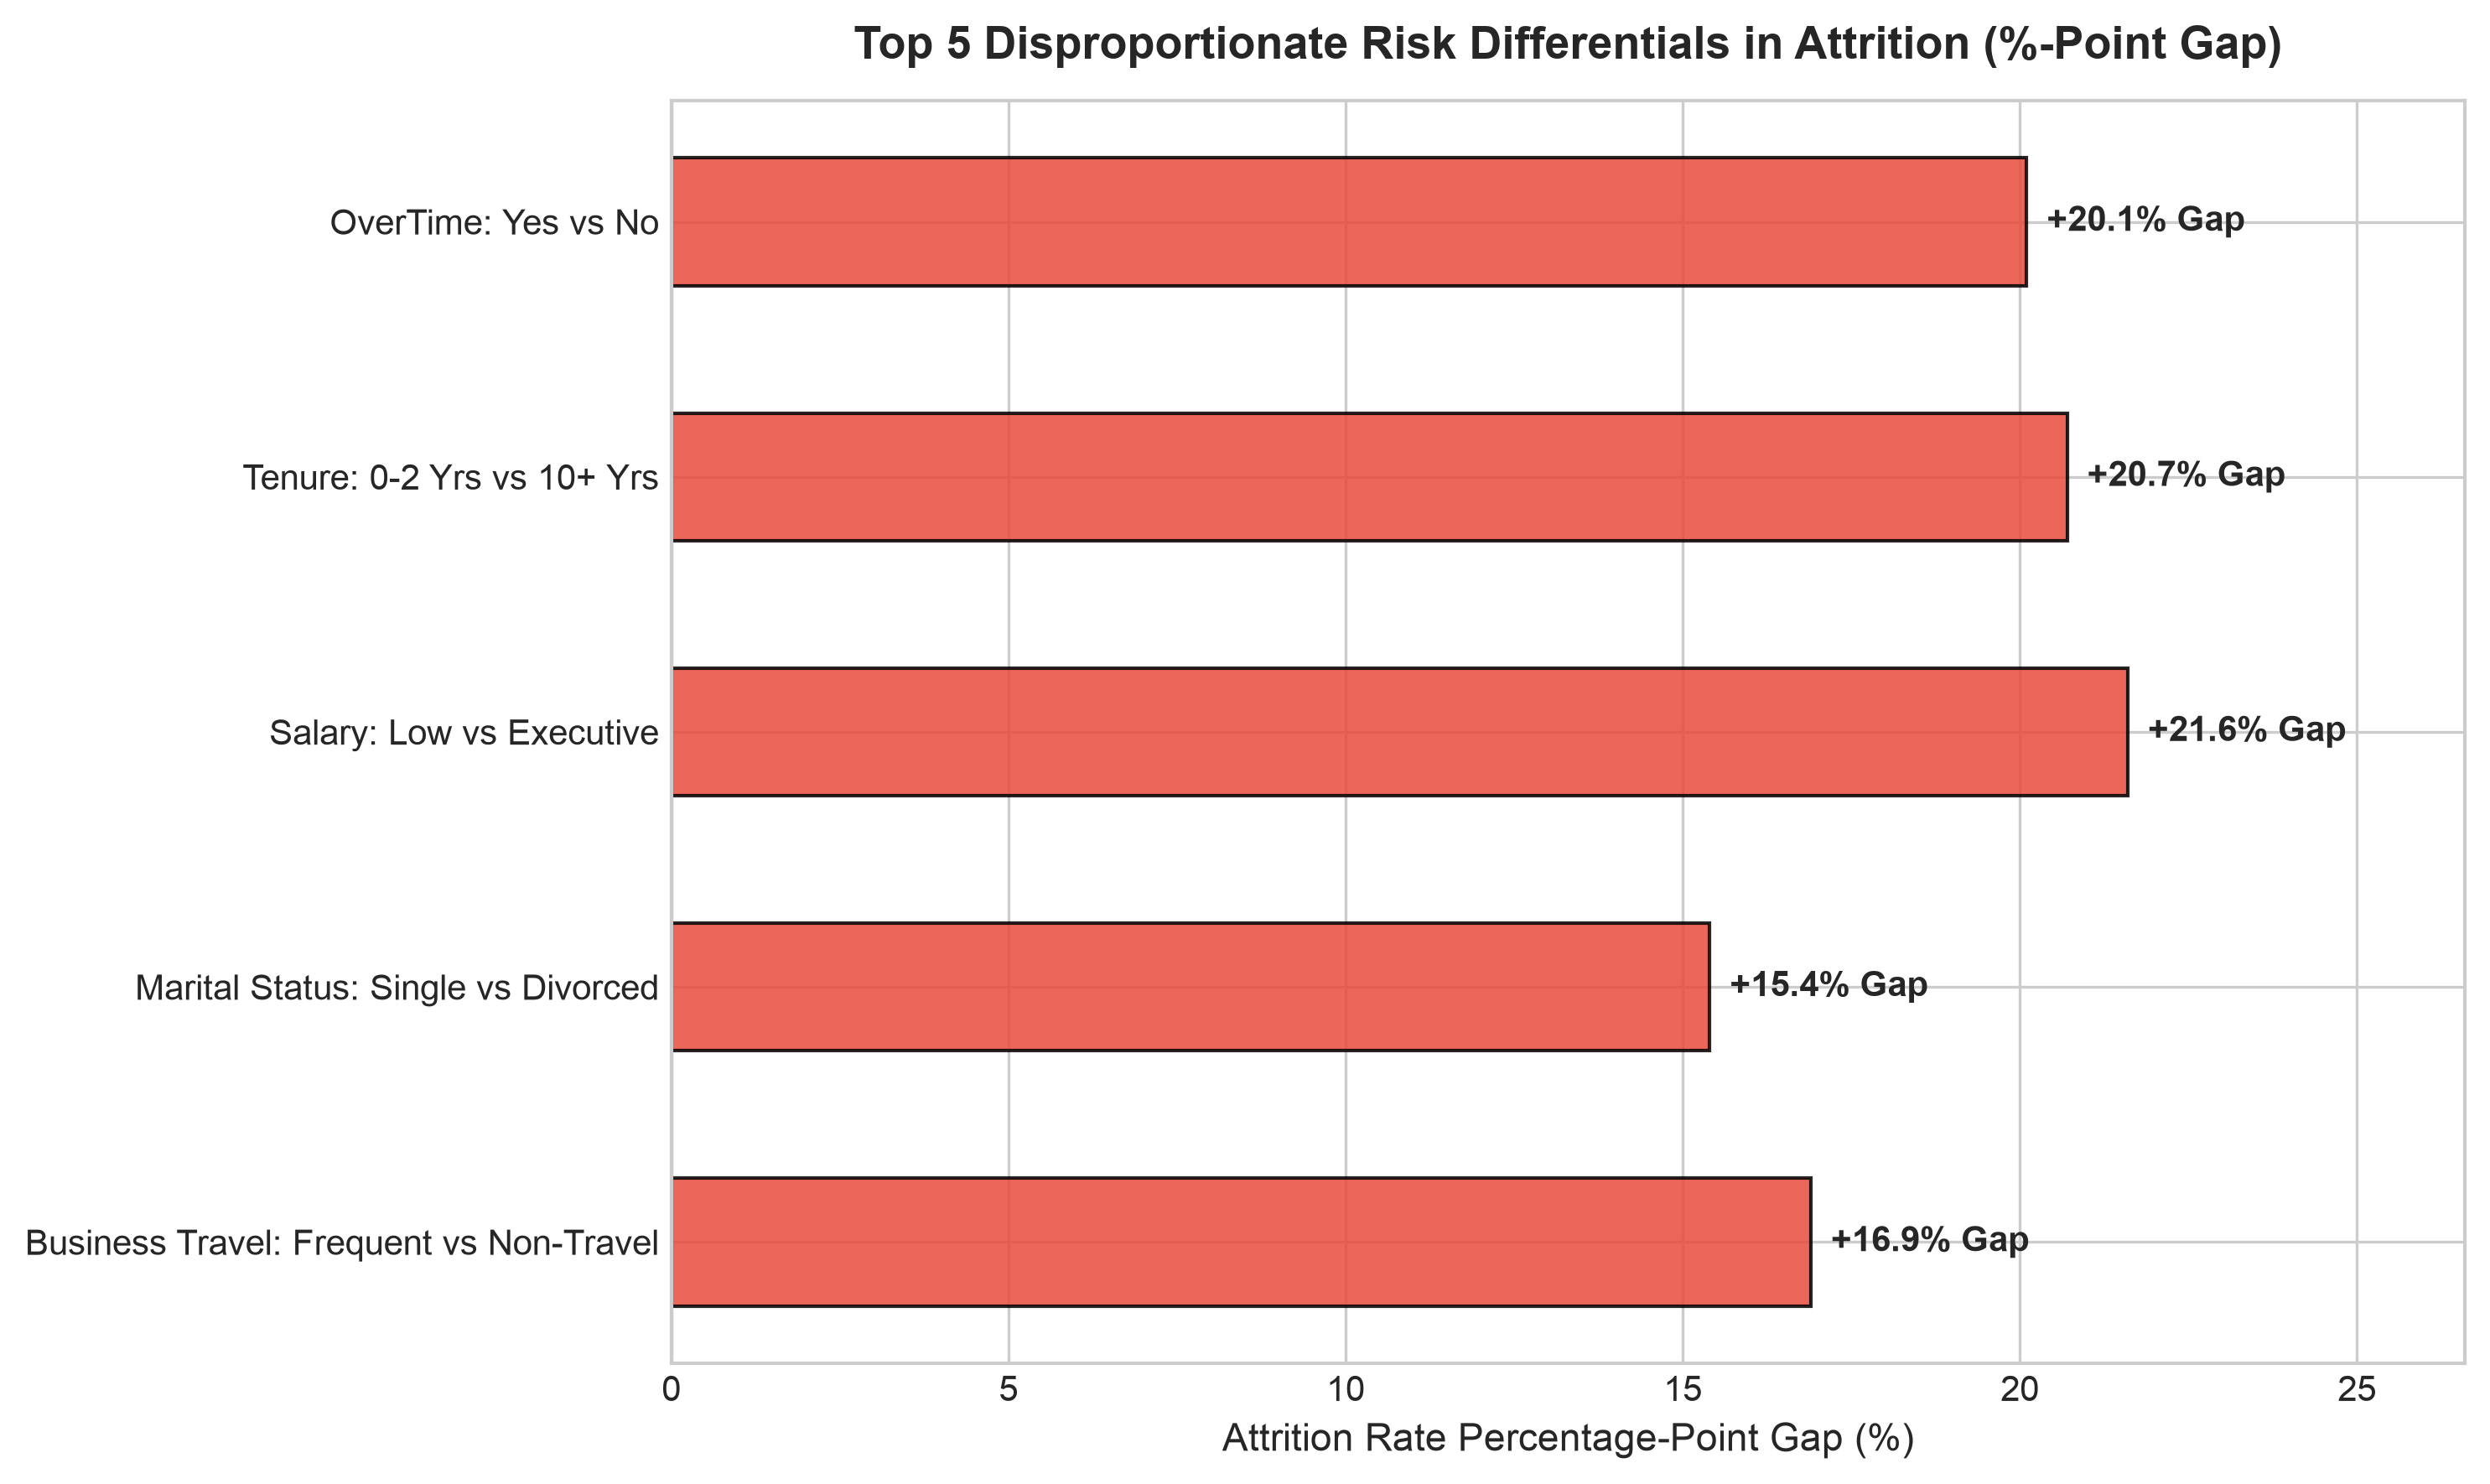 Top 5 Disproportionate Risk Differentials in Attrition (%-Point Gap)
OverTime: Yes vs No
+20.1% Gap
Tenure: 0-2 Yrs vs 10+ Yrs
+20.7% Gap
Salary: Low vs Executive
+21.6% Gap
Marital Status: Single vs Divorced
+15.4% Gap
Business Travel: Frequent vs Non-Travel
+16.9% Gap
0 5 10 15 20 25
Attrition Rate Percentage-Point Gap (%)